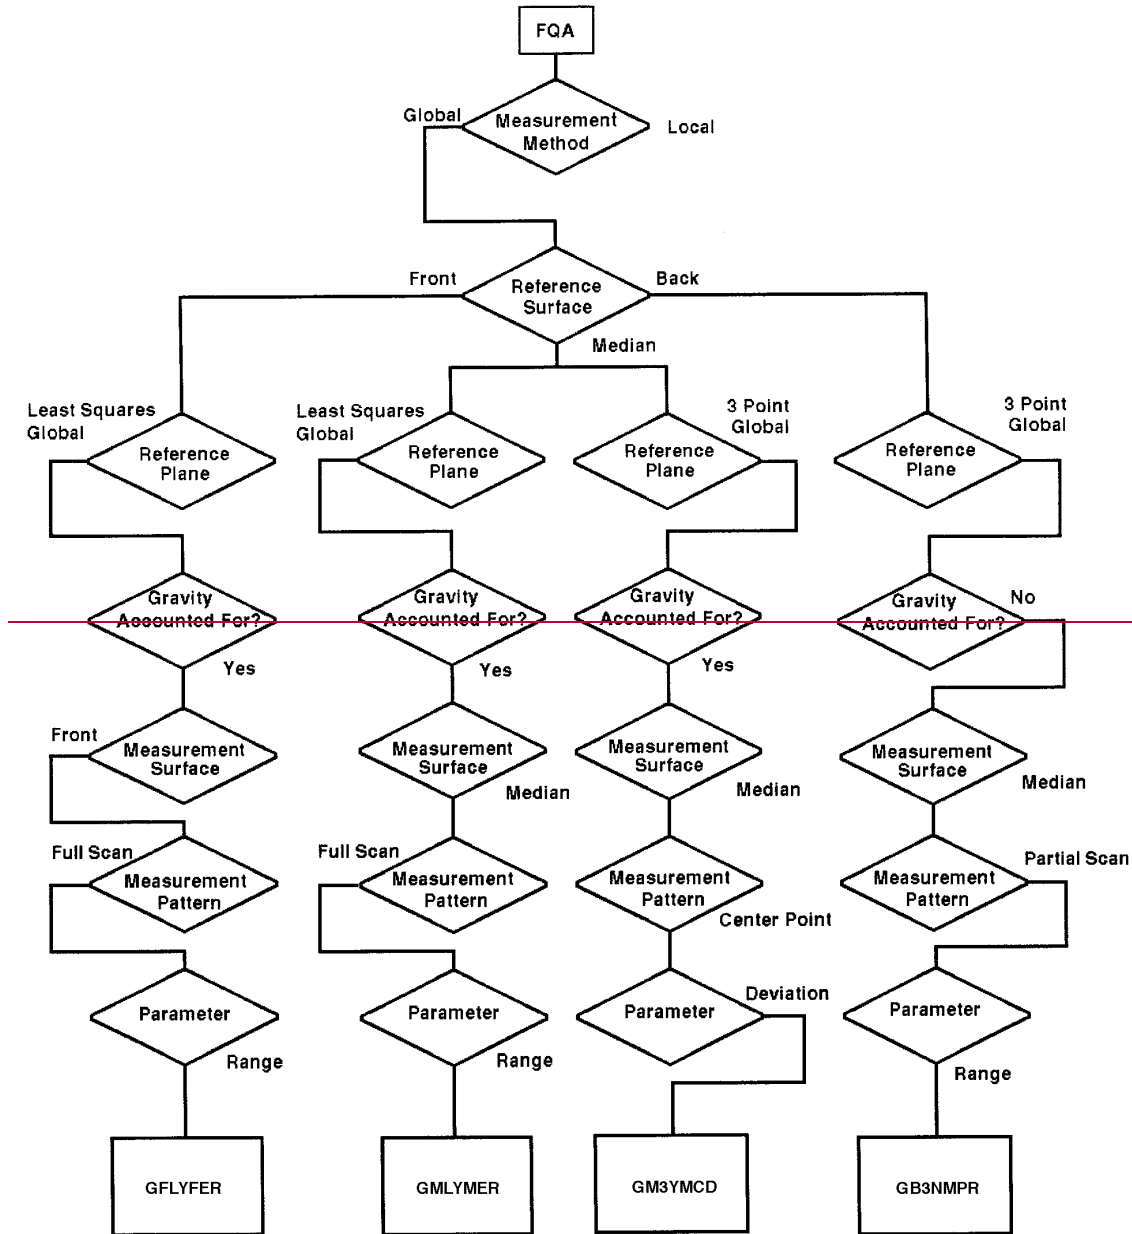 FQA
Global
Measurement
Method
Local
Front
Reference
Surface
Back
Median
Least Squares
Global
Reference
Plane
Least Squares
Global
Reference
Plane
3 Point
Global
Reference
Plane
3 Point
Global
Reference
Plane
Gravity
Accounted For?
Yes
Gravity
Accounted For?
Yes
Gravity
Accounted For?
Yes
No
Gravity
Accounted For?
Front
Measurement
Surface
Measurement
Surface
Median
Measurement
Surface
Median
Measurement
Surface
Median
Full Scan
Measurement
Pattern
Full Scan
Measurement
Pattern
Measurement
Pattern
Center Point
Partial Scan
Measurement
Pattern
Parameter
Range
Parameter
Range
Deviation
Parameter
Parameter
Range
GFLYFER
GMLYMER
GM3YMCD
GB3NMPR